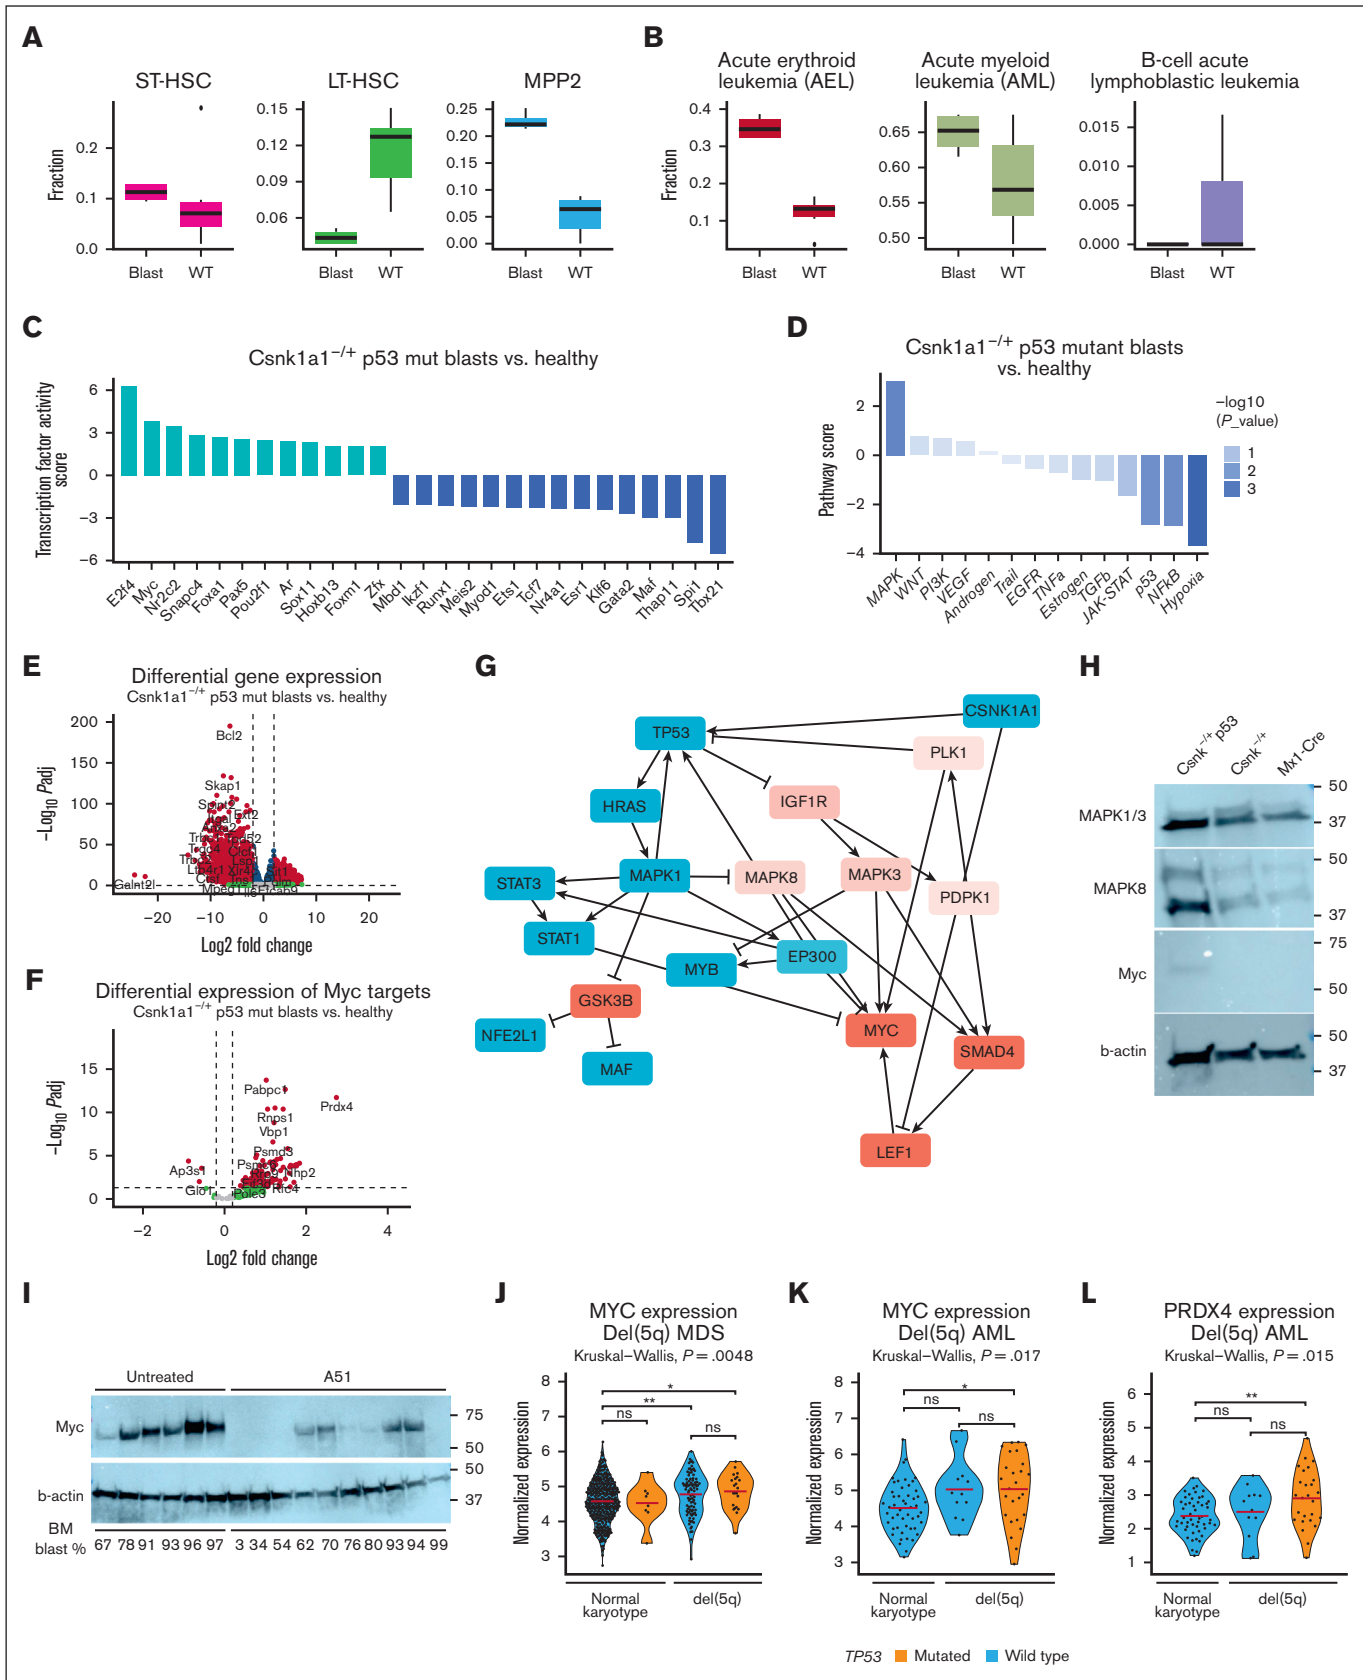 A
ST-HSC
LT-HSC
MPP2
Fraction
0.2
0.1
0.0
Blast
WT
0.15
0.12
0.09
0.06
Blast
WT
0.25
0.20
0.15
0.10
0.05
0.00
Blast
WT
B
Acute erythroid
leukemia (AEL)
Acute myeloid
leukemia (AML)
B-cell acute
lymphoblastic leukemia
Fraction
0.4
0.3
0.2
0.1
Blast
WT
0.65
0.60
0.55
0.50
Blast
WT
0.015
0.010
0.005
0.000
Blast
WT
C
Csnk1a1−/+ p53 mut blasts vs. healthy
Transcription factor activity
score
6
3
0
−3
−6
E2f4
Myc
Nr2c2
Snapc4
Foxa1
Pax5
Pou2f1
Ar
Sox11
Hoxb13
Foxm1
Zfx
Mbd1
Ikzf1
Runx1
Meis2
Myod1
Ets1
Tcf7
Nr4a1
Esr1
Klf6
Gata2
Maf
Thap11
Spi1
Tbx21
D
Csnk1a1−/+ p53 mutant blasts
vs. healthy
Pathway score
2
0
−2
−4
MAPK
WNT
PI3K
VEGF
Androgen
Trail
EGFR
TNFa
Estrogen
TGFb
JAK-STAT
p53
NFkB
Hypoxia
−log10
(P_value)
1
2
3
E
Differential gene expression
Csnk1a1−/+ p53 mut blasts vs. healthy
−Log10 Padj
200
150
100
50
0
Bcl2
Skap1
Galnt2l
−20
−10
0
10
20
Log2 fold change
F
Differential expression of Myc targets
Csnk1a1−/+ p53 mut blasts vs. healthy
−Log10 Padj
15
10
5
0
Pabpc1
Prdx4
Rnps1
Vbp1
Psmd3
Ap3s1
Glo1
Pole3
Rfc4
−2
0
2
4
Log2 fold change
G
CSNK1A1
TP53
PLK1
IGF1R
HRAS
STAT3
MAPK1
MAPK8
MAPK3
PDPK1
STAT1
MYB
EP300
GSK3B
NFE2L1
MYC
SMAD4
MAF
LEF1
H
Csnk−/+ p53
Csnk−/+
Mx1-Cre
MAPK1/3
50
37
MAPK8
50
37
Myc
75
50
b-actin
50
37
I
Untreated
A51
Myc
75
50
b-actin
50
37
BM
blast %
67 78 91 93 96 97 3 34 54 62 70 76 80 93 94 99
J
MYC expression
Del(5q) MDS
Kruskal–Wallis, P = .0048
Normalized expression
8
7
6
5
4
3
*
**
ns
ns
Normal
karyotype
del(5q)
K
MYC expression
Del(5q) AML
Kruskal–Wallis, P = .017
Normalized expression
8
7
6
5
4
3
*
ns
ns
Normal
karyotype
del(5q)
L
PRDX4 expression
Del(5q) AML
Kruskal–Wallis, P = .015
Normalized expression
6
5
4
3
2
1
**
ns
ns
Normal
karyotype
del(5q)
TP53
Mutated
Wild type